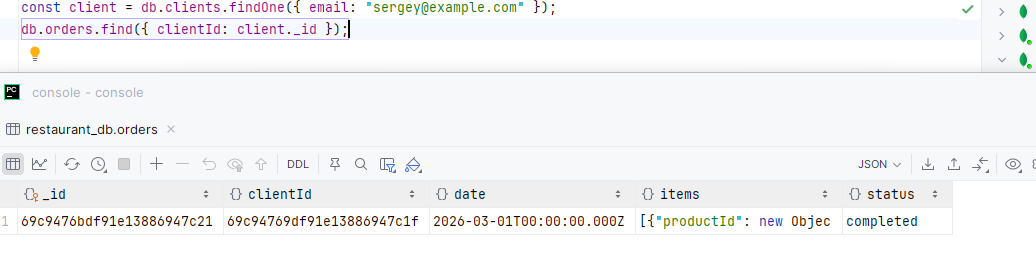 const client = db.clients.findOne({ email: "sergey@example.com" });
db.orders.find({ clientId: client._id });
PC console - console
restaurant_db.orders ×
DDL JSON
_id clientId date items status
1 69c9476bdf91e13886947c21 69c94769df91e13886947c1f 2026-03-01T00:00:00.000Z [{"productId": new Objec completed